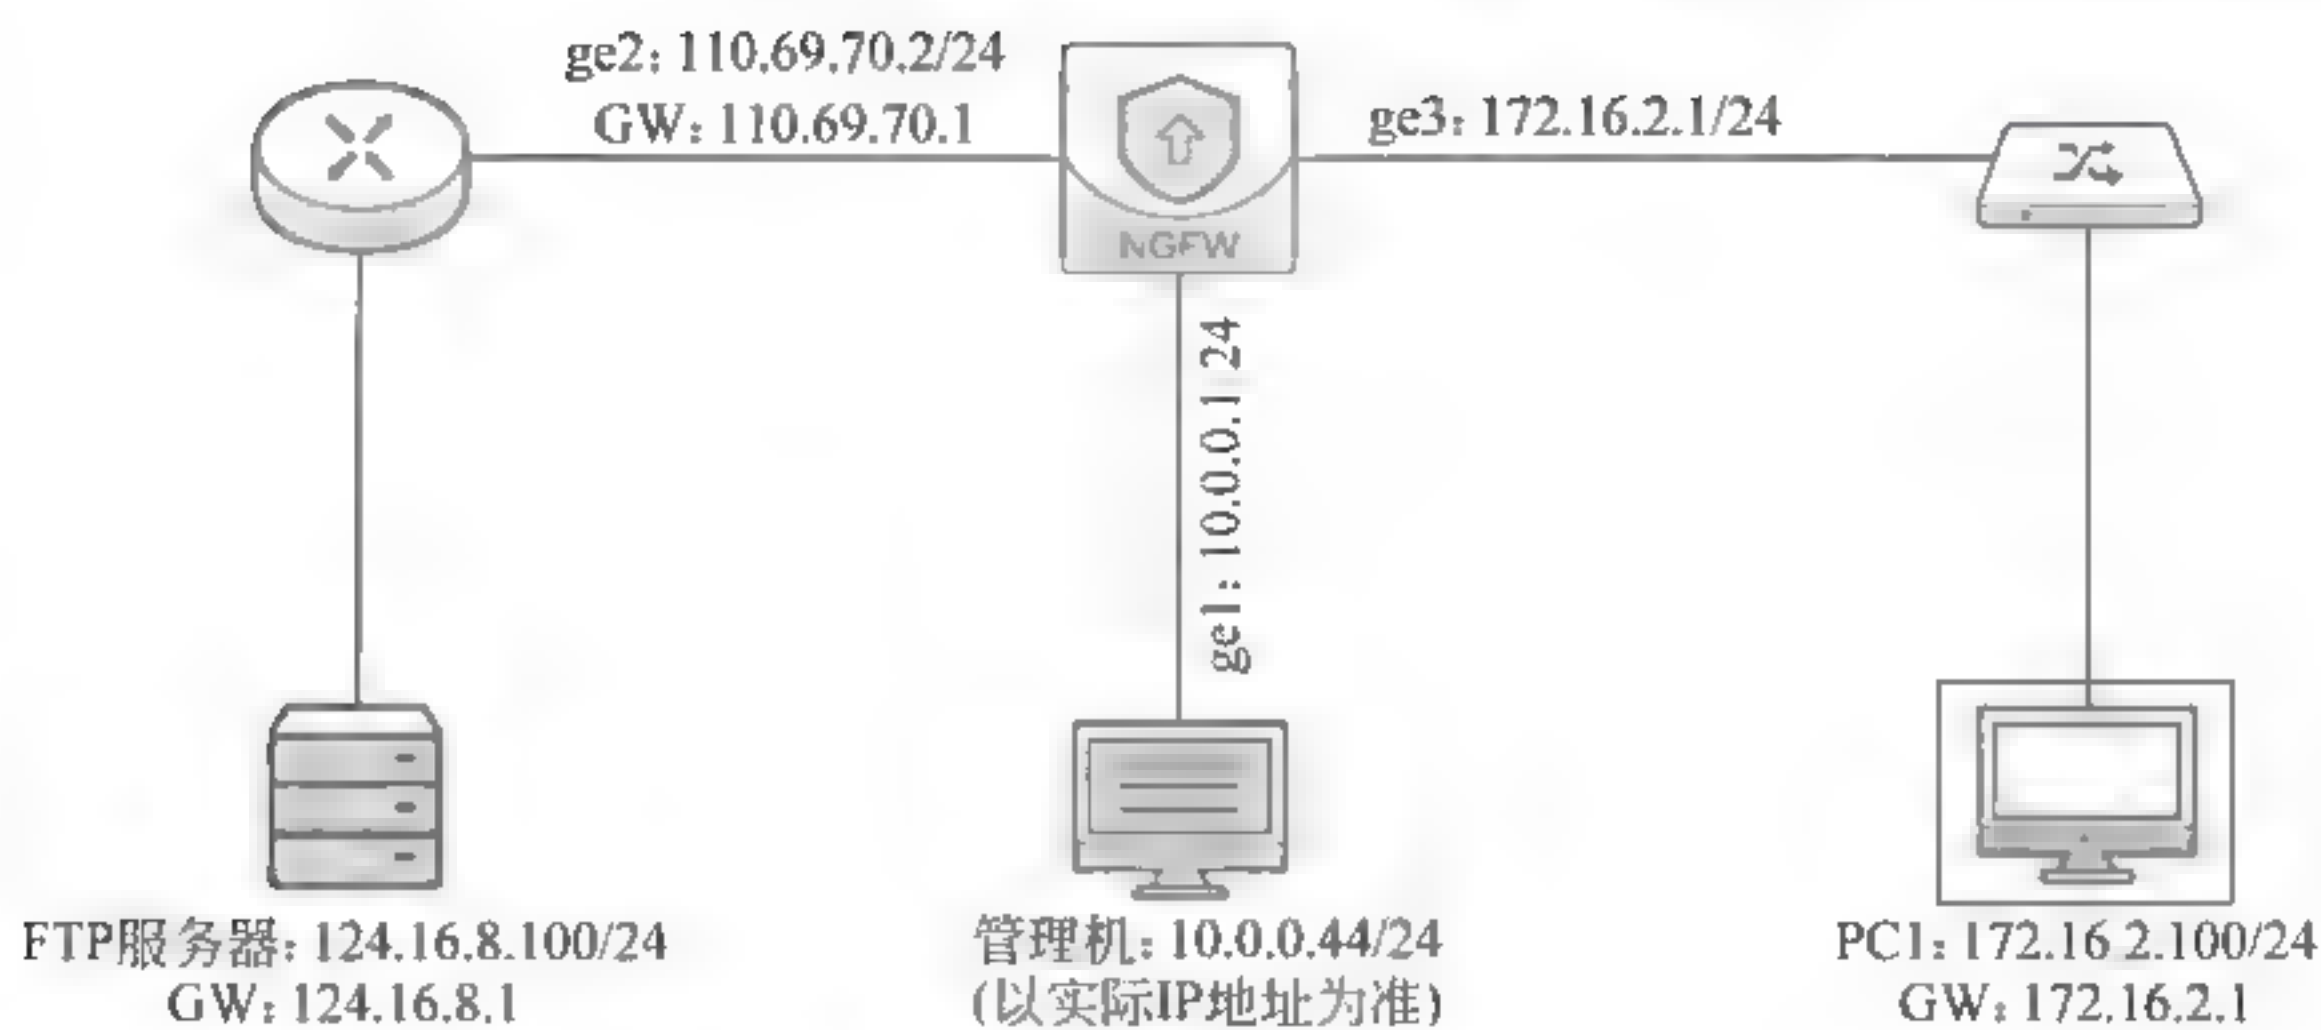 ge2: 110.69.70.2/24
GW: 110.69.70.1
ge3: 172.16.2.1/24
NGFW
ge1: 10.0.0.1/24
FTP服务器: 124.16.8.100/24
GW: 124.16.8.1
管理机: 10.0.0.44/24
(以实际IP地址为准)
PC1: 172.16.2.100/24
GW: 172.16.2.1